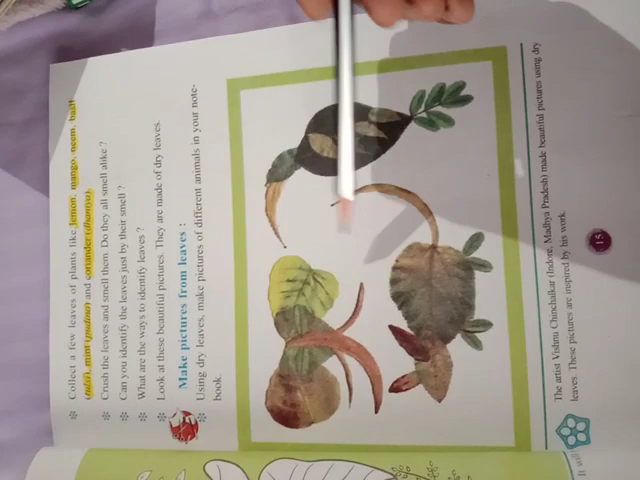 Collect a few leaves of plants like lemon, mango, neem, basil
(tulsi), mint (pudina) and coriander (dhaniya).
Crush the leaves and smell them. Do they all smell alike ?
Can you identify the leaves just by their smell ?
What are the ways to identify leaves ?
Look at these beautiful pictures. They are made of dry leaves.
Make pictures from leaves :
Using dry leaves, make pictures of different animals in your note-
book.
The artist Vishnu Chinchalkar (Indore, Madhya Pradesh) made beautiful pictures using dry
leaves. These pictures are inspired by his work.
15
It will